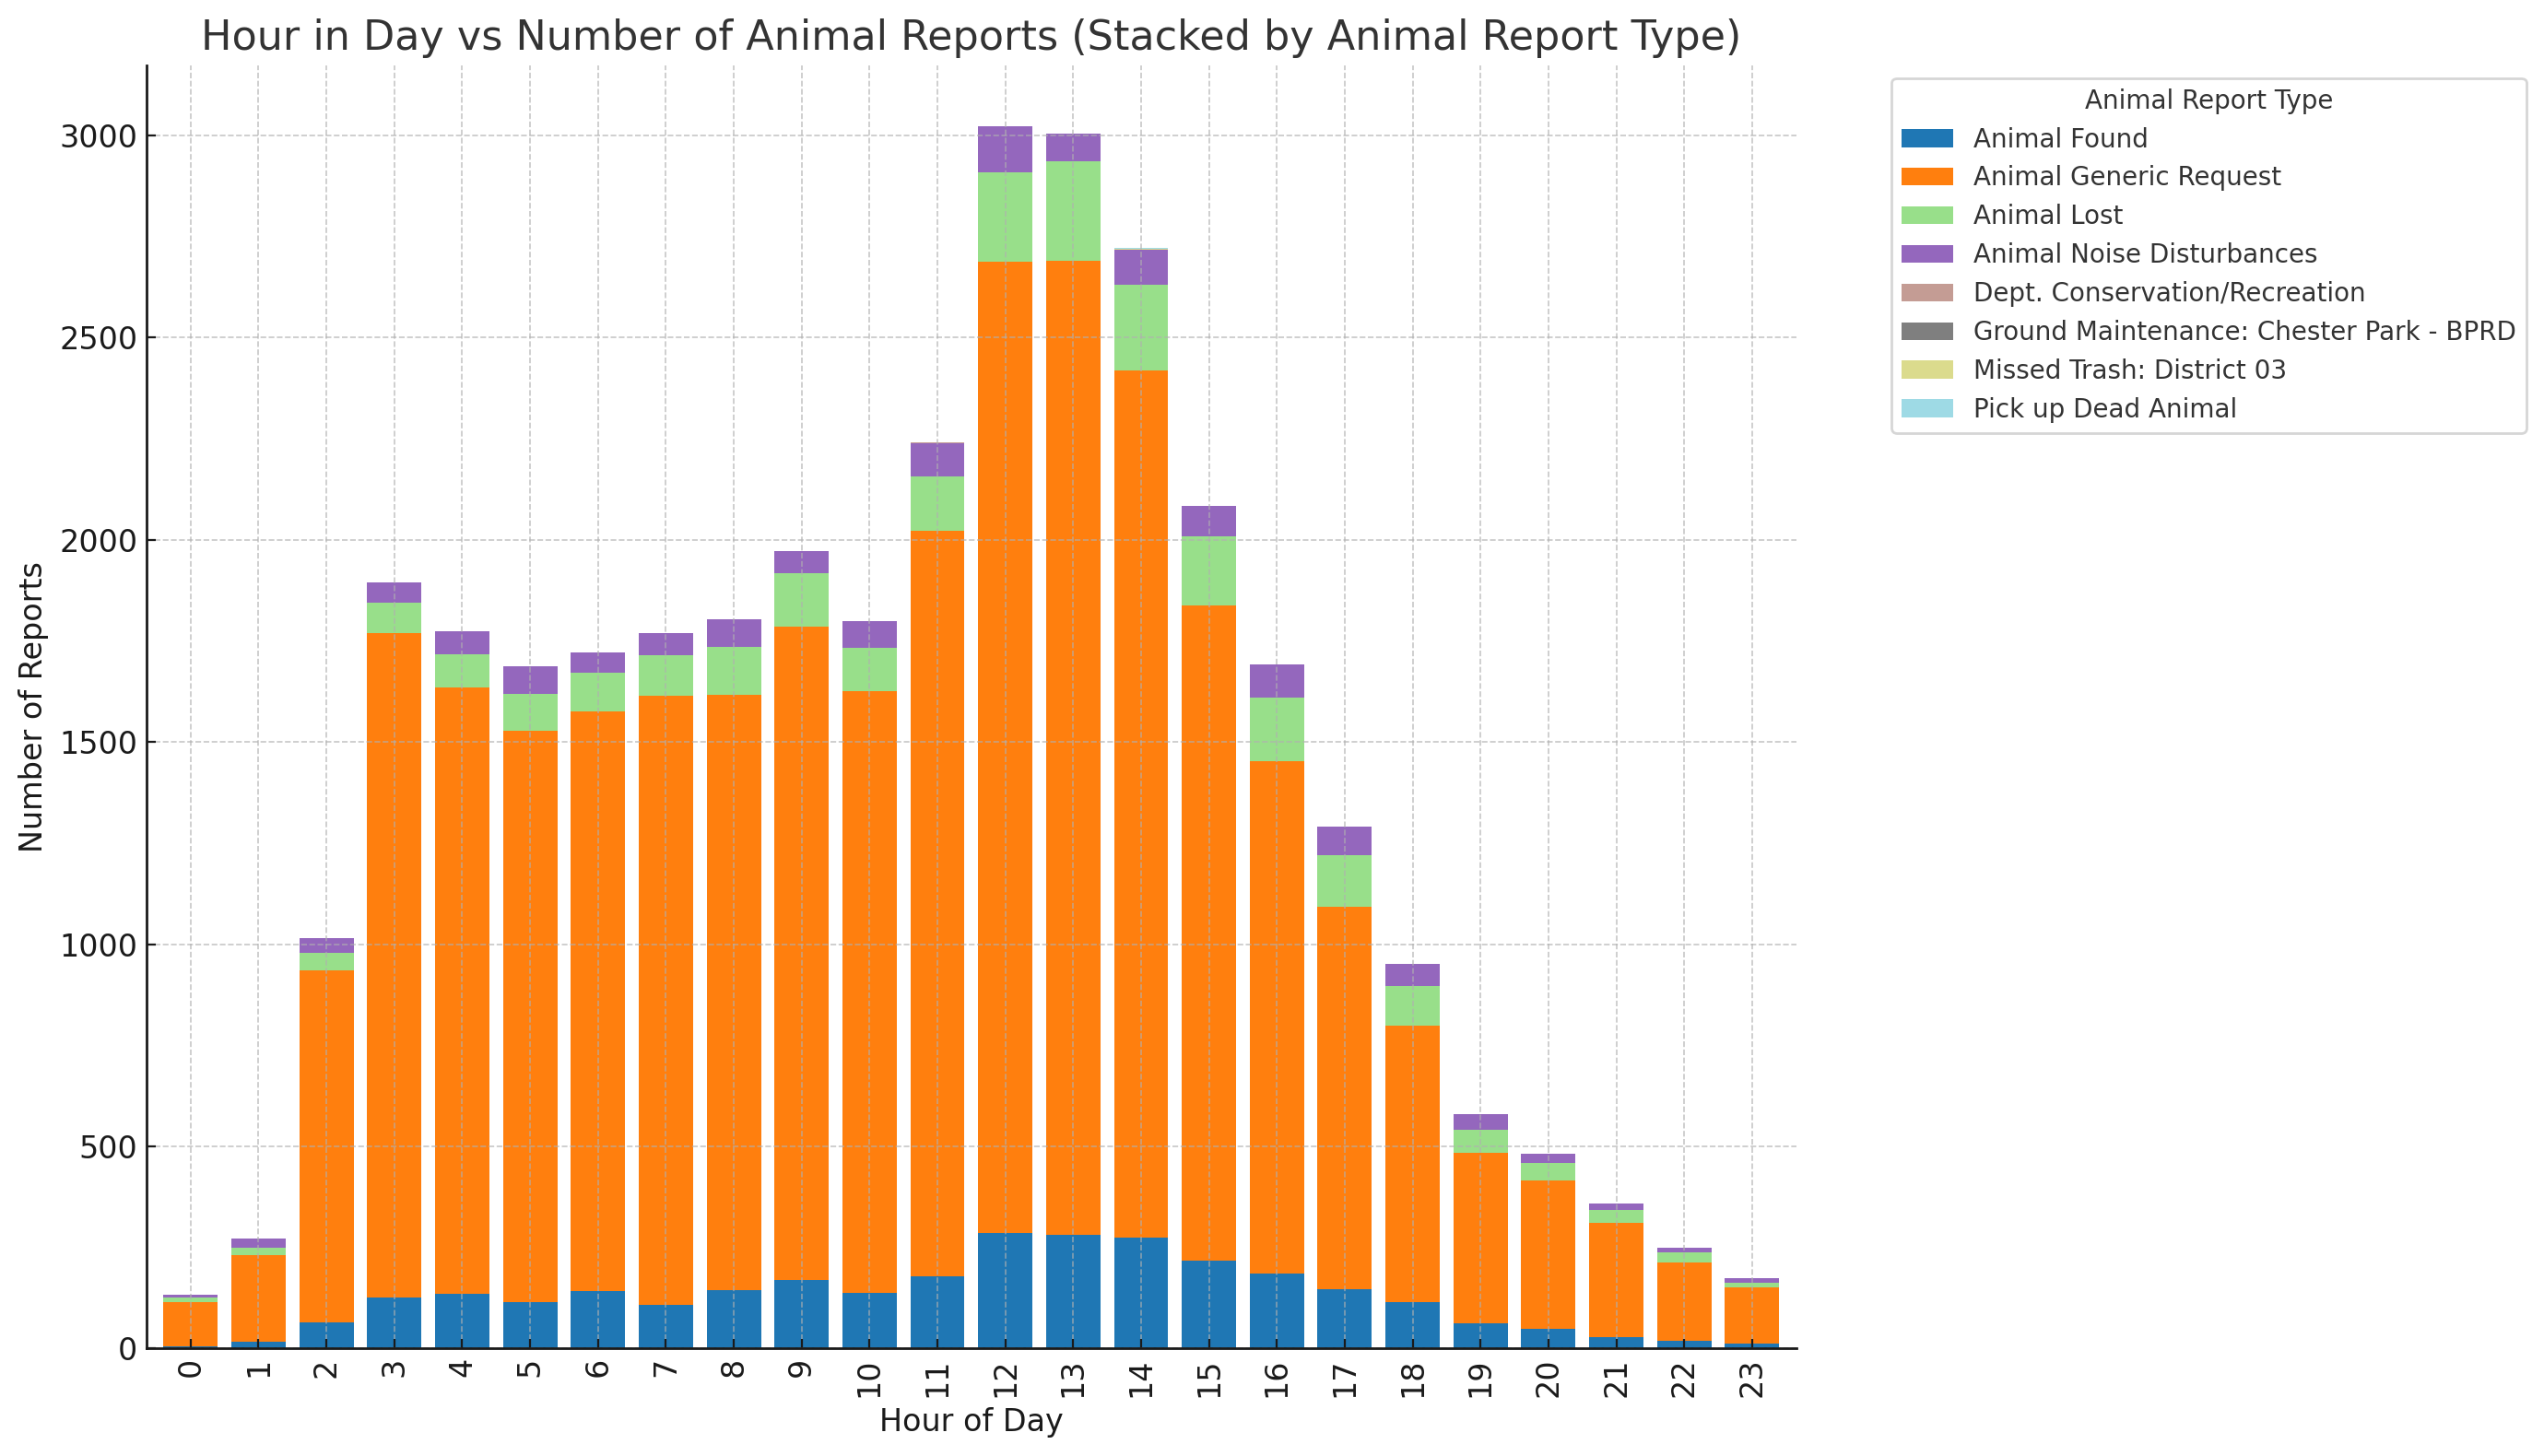 Hour in Day vs Number of Animal Reports (Stacked by Animal Report Type)
Number of Reports
3000
2500
2000
1500
1000
500
0
0 1 2 3 4 5 6 7 8 9 10 11 12 13 14 15 16 17 18 19 20 21 22 23
Hour of Day
Animal Report Type
Animal Found
Animal Generic Request
Animal Lost
Animal Noise Disturbances
Dept. Conservation/Recreation
Ground Maintenance: Chester Park - BPRD
Missed Trash: District 03
Pick up Dead Animal